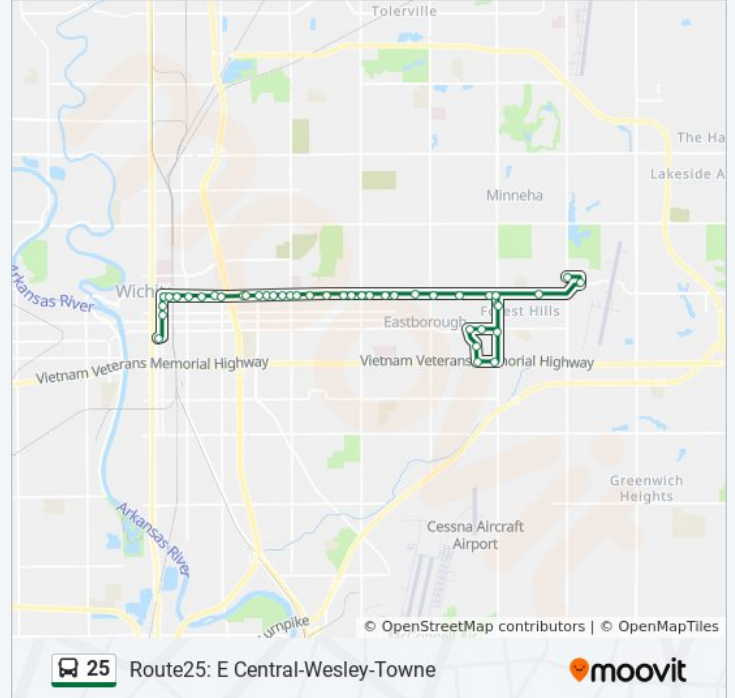 Tolerville
The Ha
Lakeside A
Minneha
Arkansas River
Wichi
Forest Hills
Eastborough
Vietnam Veterans Memorial Highway
Vietnam Veterans Memorial Highway
Greenwich
Heights
Arkansas River
Cessna Aircraft
Airport
urnpike
© OpenStreetMap contributors | © OpenMapTiles
25 Route25: E Central-Wesley-Towne
moovit